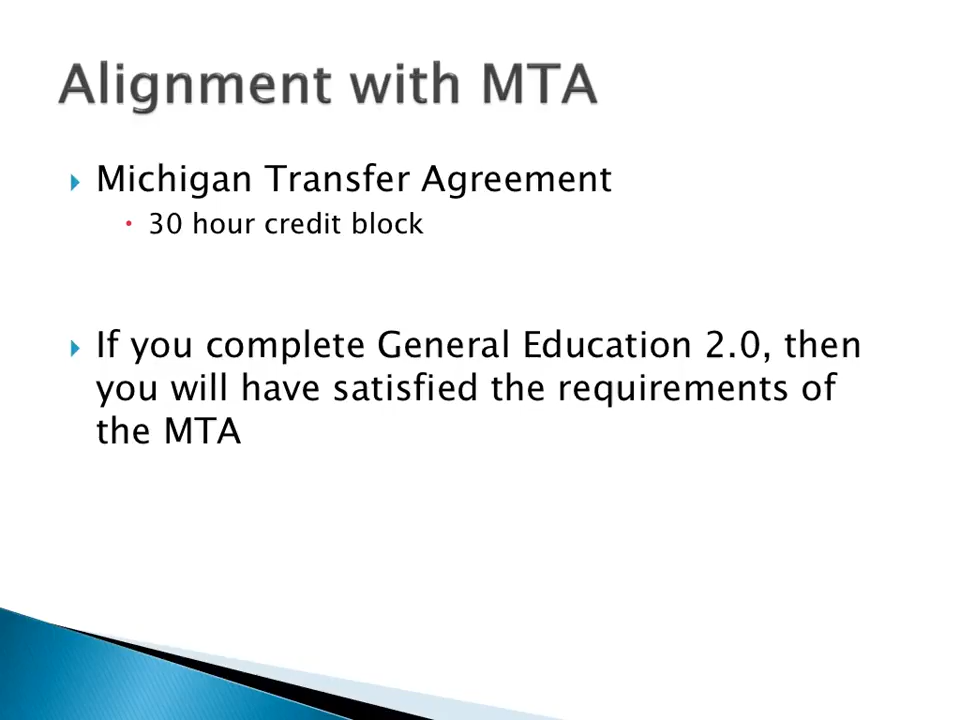 Alignment with MTA
Michigan Transfer Agreement
30 hour credit block
If you complete General Education 2.0, then
you will have satisfied the requirements of
the MTA